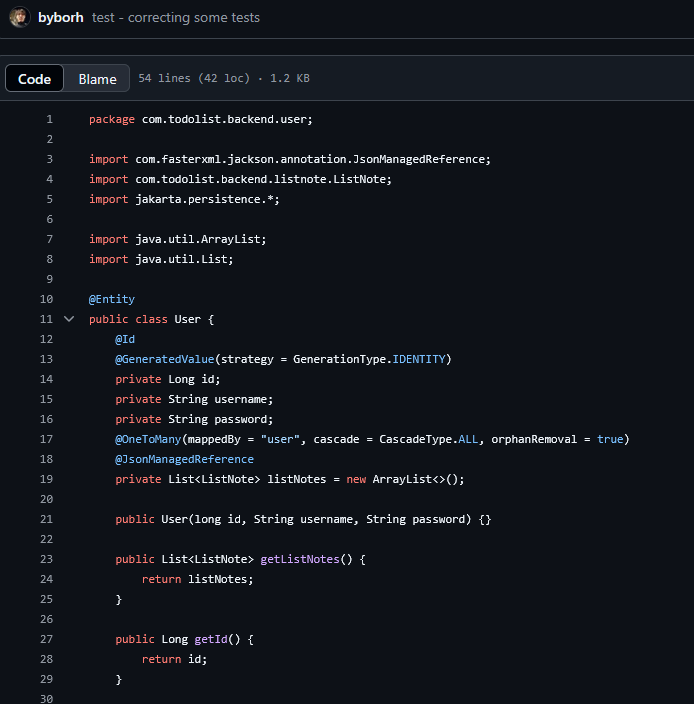 byborh test - correcting some tests
Code Blame 54 lines (42 loc) · 1.2 KB
1 package com.todolist.backend.user;
2
3 import com.fasterxml.jackson.annotation.JsonManagedReference;
4 import com.todolist.backend.listnote.ListNote;
5 import jakarta.persistence.*;
6
7 import java.util.ArrayList;
8 import java.util.List;
9
10 @Entity
11 public class User {
12 @Id
13 @GeneratedValue(strategy = GenerationType.IDENTITY)
14 private Long id;
15 private String username;
16 private String password;
17 @OneToMany(mappedBy = "user", cascade = CascadeType.ALL, orphanRemoval = true)
18 @JsonManagedReference
19 private List<ListNote> listNotes = new ArrayList<>();
20
21 public User(long id, String username, String password) {}
22
23 public List<ListNote> getListNotes() {
24 return listNotes;
25 }
26
27 public Long getId() {
28 return id;
29 }
30